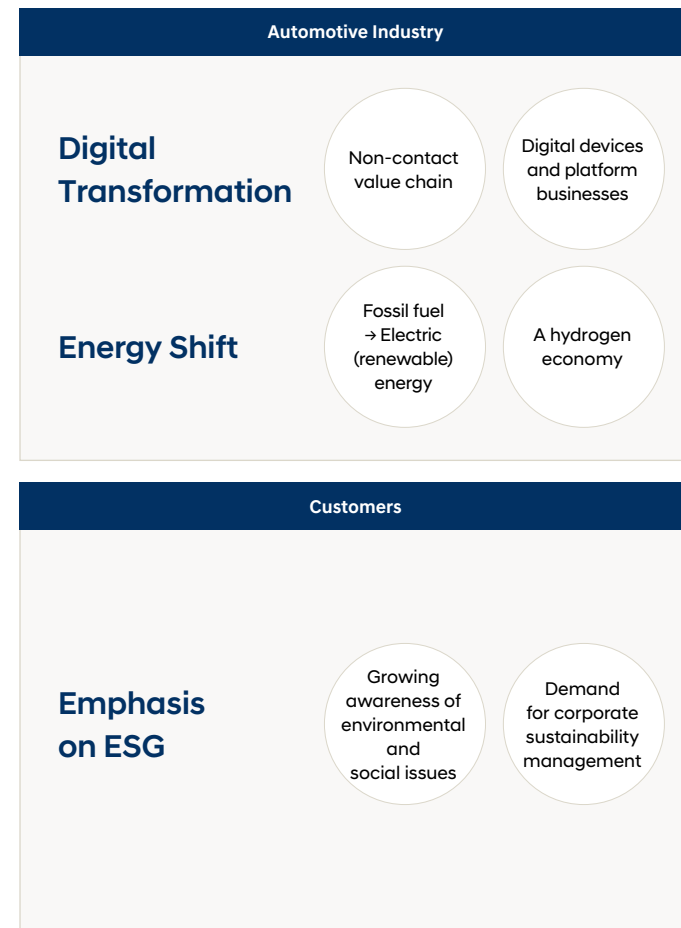 Automotive Industry
Digital
Transformation
Non-contact
value chain
Digital devices
and platform
businesses
Energy Shift
Fossil fuel
→ Electric
(renewable)
energy
A hydrogen
economy
Customers
Emphasis
on ESG
Growing
awareness of
environmental
and
social issues
Demand
for corporate
sustainability
management